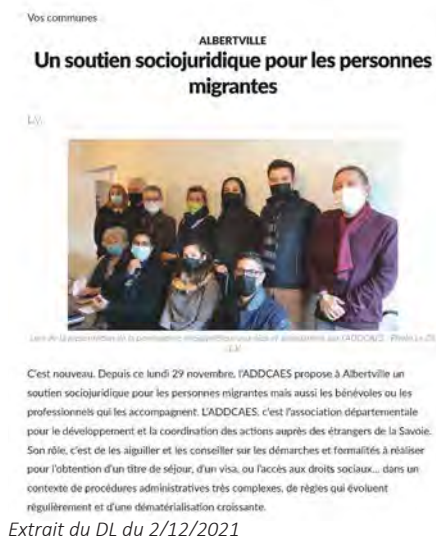 Vos communes
ALBERTVILLE
Un soutien sociojuridique pour les personnes
migrantes
L.V.
C'est nouveau. Depuis ce lundi 29 novembre, l'ADDCAES propose à Albertville un
soutien sociojuridique pour les personnes migrantes mais aussi les bénévoles ou les
professionnels qui les accompagnent. L'ADDCAES, c'est l'association départementale
pour le développement et la coordination des actions auprès des étrangers de la Savoie.
Son rôle, c'est de les aiguiller et les conseiller sur les démarches et formalités à réaliser
pour l'obtention d'un titre de séjour, d'un visa, ou l'accès aux droits sociaux... dans un
contexte de procédures administratives très complexes, de règles qui évoluent
régulièrement et d'une dématérialisation croissante.
Extrait du DL du 2/12/2021